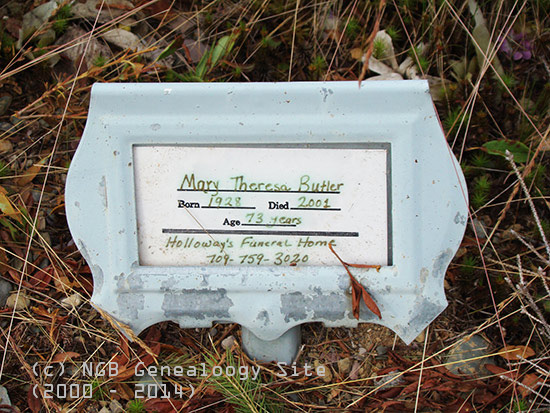 Mary Theresa Butler
Born 1928 Died 2001
Age 73 years
Holloway's Funeral Home
709-759-3020
(c) NGB Genealoogy Site
(2000 - 2014)